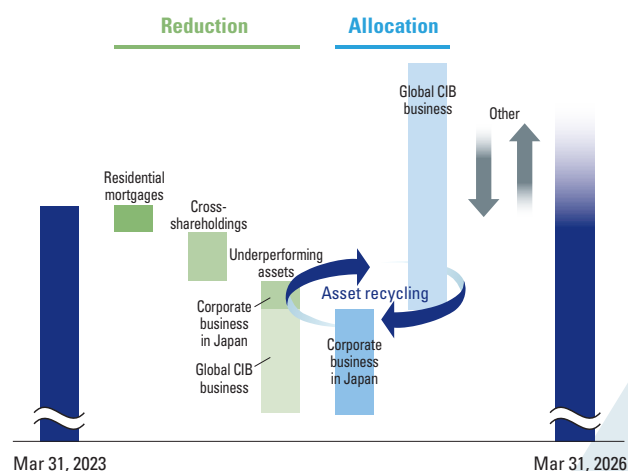 Reduction
Allocation
Residential
mortgages
Cross-
shareholdings
Underperforming
assets
Corporate
business
in Japan
Global CIB
business
Asset recycling
Corporate
business
in Japan
Global CIB
business
Other
Mar 31, 2023
Mar 31, 2026